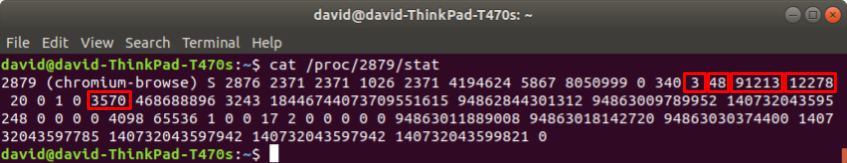 david@david-ThinkPad-T470s: ~
File Edit View Search Terminal Help
david@david-ThinkPad-T470s:~$ cat /proc/2879/stat
2879 (chromium-browse) S 2876 2371 2371 1026 2371 4194624 5867 8050999 0 340 3 48 91213 12278
20 0 1 0 3570 468688896 3243 18446744073709551615 94862844301312 94863009789952 140732043595
248 0 0 0 0 4098 65536 1 0 0 17 2 0 0 0 0 0 94863011889008 94863018142720 94863030374400 1407
32043597785 140732043597942 140732043597942 140732043599821 0
david@david-ThinkPad-T470s:~$